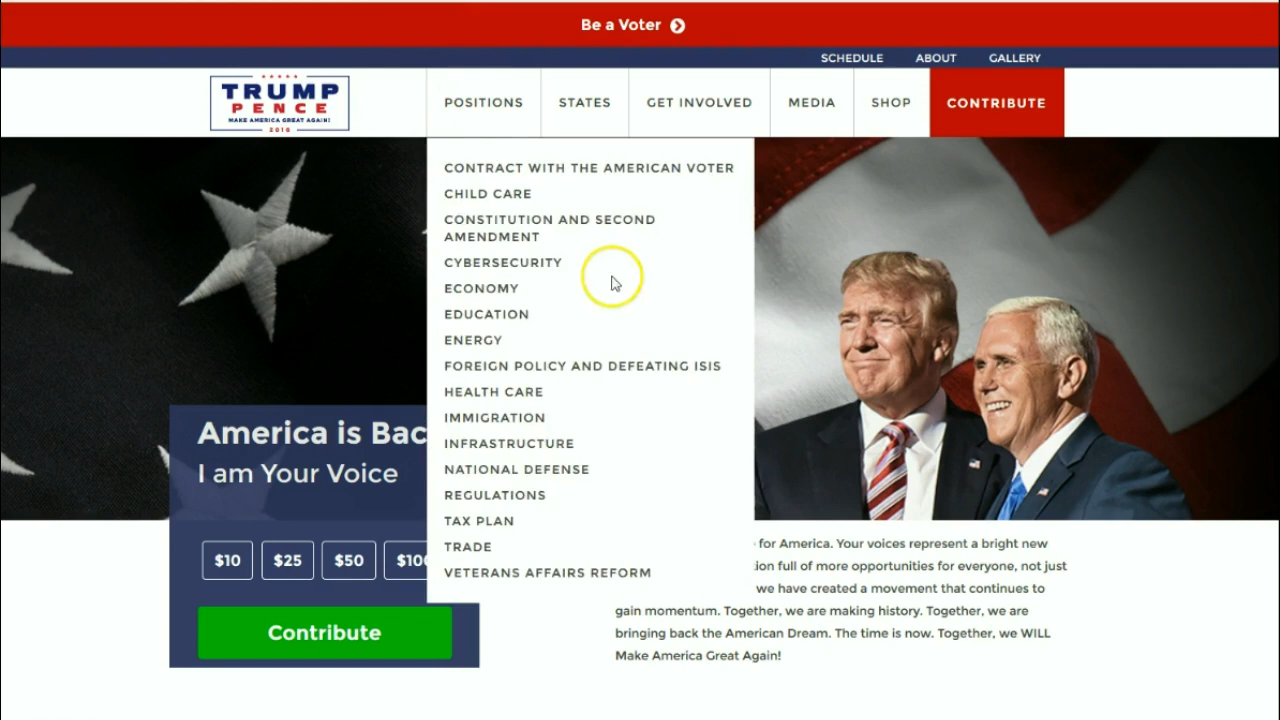 Be a Voter
SCHEDULE ABOUT GALLERY
TRUMP
PENCE
MAKE AMERICA GREAT AGAIN!
2016
POSITIONS STATES GET INVOLVED MEDIA SHOP CONTRIBUTE
CONTRACT WITH THE AMERICAN VOTER
CHILD CARE
CONSTITUTION AND SECOND
AMENDMENT
CYBERSECURITY
ECONOMY
EDUCATION
ENERGY
FOREIGN POLICY AND DEFEATING ISIS
HEALTH CARE
IMMIGRATION
INFRASTRUCTURE
NATIONAL DEFENSE
REGULATIONS
TAX PLAN
TRADE
VETERANS AFFAIRS REFORM
America is Bac
I am Your Voice
$10 $25 $50 $100
Contribute
for America. Your voices represent a bright new
ion full of more opportunities for everyone, not just
we have created a movement that continues to
gain momentum. Together, we are making history. Together, we are
bringing back the American Dream. The time is now. Together, we WILL
Make America Great Again!